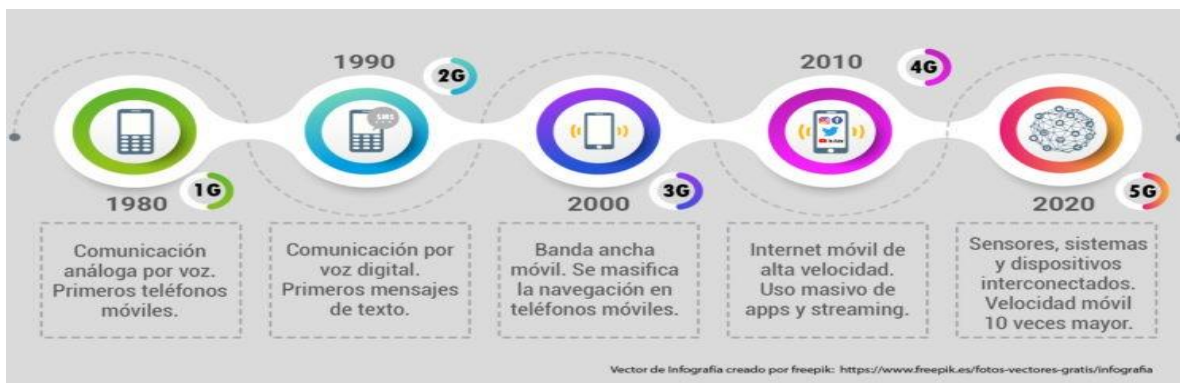 1980
1G
Comunicación
análoga por voz.
Primeros teléfonos
móviles.
1990
2G
SMS
Comunicación por
voz digital.
Primeros mensajes
de texto.
2000
3G
Banda ancha
móvil. Se masifica
la navegación en
teléfonos móviles.
2010
4G
YouTube
Internet móvil de
alta velocidad.
Uso masivo de
apps y streaming.
2020
5G
Sensores, sistemas
y dispositivos
interconectados.
Velocidad móvil
10 veces mayor.
Vector de Infografía creado por freepik: https://www.freepik.es/fotos-vectores-gratis/infografia